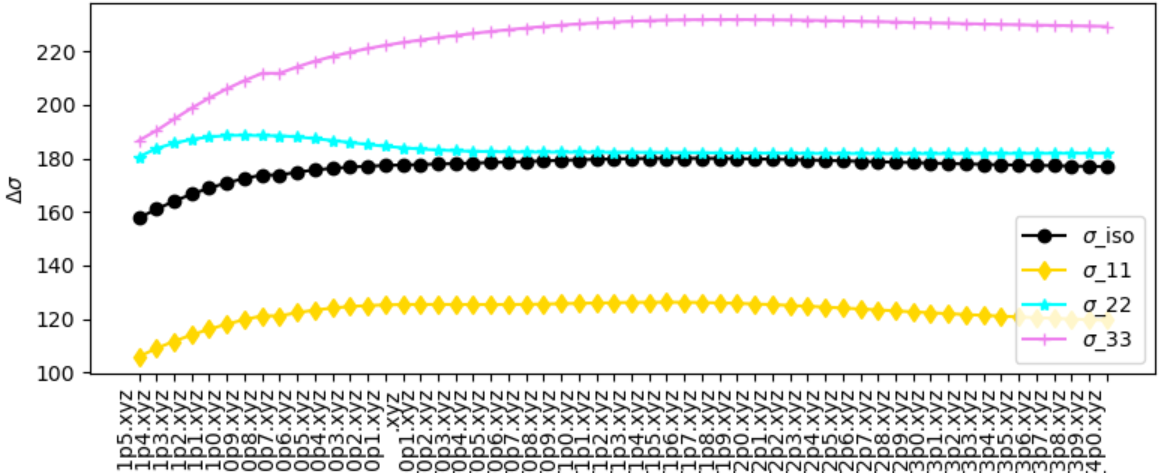 220
200
180
160
140
120
100
Δσ
σ_iso
σ_11
σ_22
σ_33
1p5.xyz
1p4.xyz
1p3.xyz
1p2.xyz
1p1.xyz
1p0.xyz
0p9.xyz
0p8.xyz
0p7.xyz
0p6.xyz
0p5.xyz
0p4.xyz
0p3.xyz
0p2.xyz
0p1.xyz
.xyz
0p1.xyz
0p2.xyz
0p3.xyz
0p4.xyz
0p5.xyz
0p6.xyz
0p7.xyz
0p8.xyz
0p9.xyz
1p0.xyz
1p1.xyz
1p2.xyz
1p3.xyz
1p4.xyz
1p5.xyz
1p6.xyz
1p7.xyz
1p8.xyz
1p9.xyz
2p0.xyz
2p1.xyz
2p2.xyz
2p3.xyz
2p4.xyz
2p5.xyz
2p6.xyz
2p7.xyz
2p8.xyz
2p9.xyz
3p0.xyz
3p1.xyz
3p2.xyz
3p3.xyz
3p4.xyz
3p5.xyz
3p6.xyz
3p7.xyz
3p8.xyz
3p9.xyz
4p0.xyz